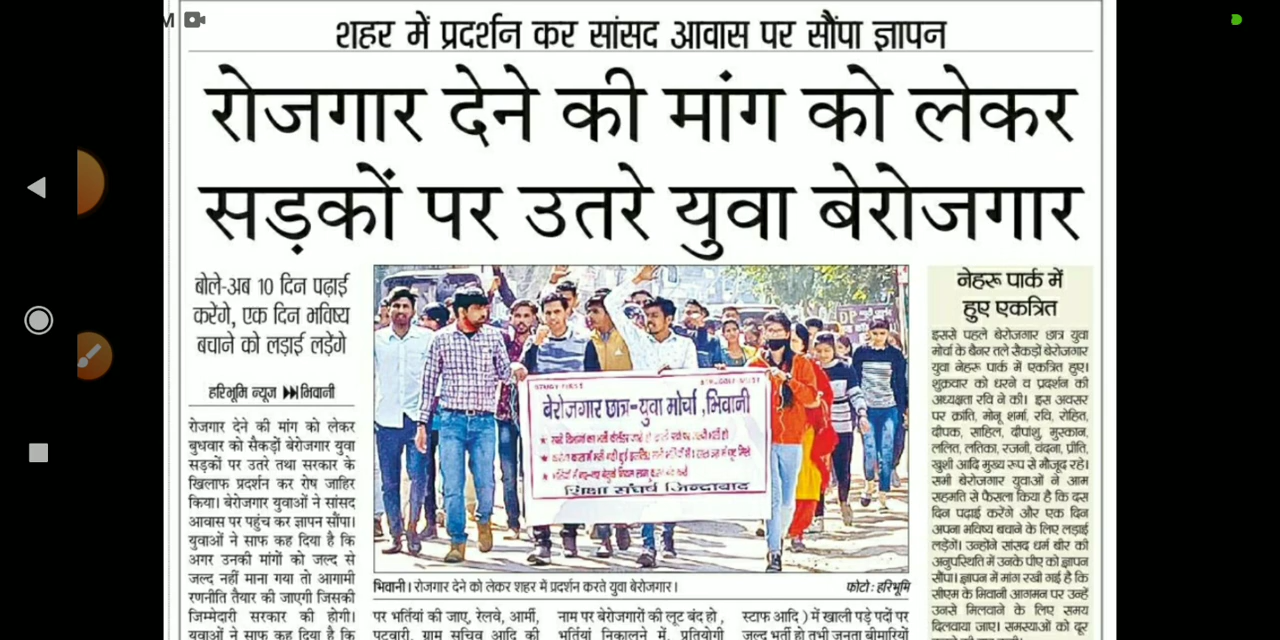 शहर में प्रदर्शन कर सांसद आवास पर सौंपा ज्ञापन
रोजगार देने की मांग को लेकर
सड़कों पर उतरे युवा बेरोजगार
बोले-अब 10 दिन पढ़ाई
करेंगे, एक दिन भविष्य
बचाने को लड़ाई लड़ेंगे
हरिभूमि न्यूज ▶▶ भिवानी
रोजगार देने की मांग को लेकर
बुधवार को सैकड़ों बेरोजगार युवा
सड़कों पर उतरे तथा सरकार के
खिलाफ प्रदर्शन कर रोष जाहिर
किया। बेरोजगार युवाओं ने सांसद
आवास पर पहुंच कर ज्ञापन सौंपा।
युवाओं ने साफ कह दिया है कि
अगर उनकी मांगों को जल्द से
जल्द नहीं माना गया तो आगामी
रणनीति तैयार की जाएगी जिसकी
जिम्मेदारी सरकार की होगी।
युवाओं ने साफ कह दिया है कि
STUDY FIRST
STRUGGLE MUST
बेरोजगार छात्र-युवा मोर्चा, भिवानी
शिक्षा संघर्ष जिन्दाबाद
भिवानी। रोजगार देने को लेकर शहर में प्रदर्शन करते युवा बेरोजगार।
फोटो: हरिभूमि
पर भर्तियां की जाए, रेलवे, आर्मी,
पटवारी, ग्राम सचिव आदि की
नाम पर बेरोजगारों की लूट बंद हो,
भर्तियां निकालने में, प्रतियोगी
स्टाफ आदि) में खाली पड़े पदों पर
जल्द भर्ती हो तभी जनता बीमारियों
नेहरू पार्क में
हुए एकत्रित
इससे पहले बेरोजगार छात्र युवा
मोर्चा के बैनर तले सैकड़ों बेरोजगार
युवा नेहरू पार्क में एकत्रित हुए।
शुक्रवार को धरने व प्रदर्शन की
अध्यक्षता रवि ने की। इस अवसर
पर क्रांति, मोनू शर्मा, रवि, रोहित,
दीपक, साहिल, दीपांशु, मुस्कान,
ललित, लतिका, रजनी, वंदना, प्रीति,
खुशी आदि मुख्य रूप से मौजूद रहे।
सभी बेरोजगार युवाओं ने आम
सहमति से फैसला किया है कि दस
दिन पढ़ाई करेंगे और एक दिन
अपना भविष्य बचाने के लिए लड़ाई
लड़ेंगे। उन्होंने सांसद धर्म बीर की
अनुपस्थिति में उनके पीए को ज्ञापन
सौंपा। ज्ञापन में मांग रखी गई है कि
सीएम के भिवानी आगमन पर उन्हें
उनसे मिलवाने के लिए समय
दिलवाया जाए। समस्याओं को दूर